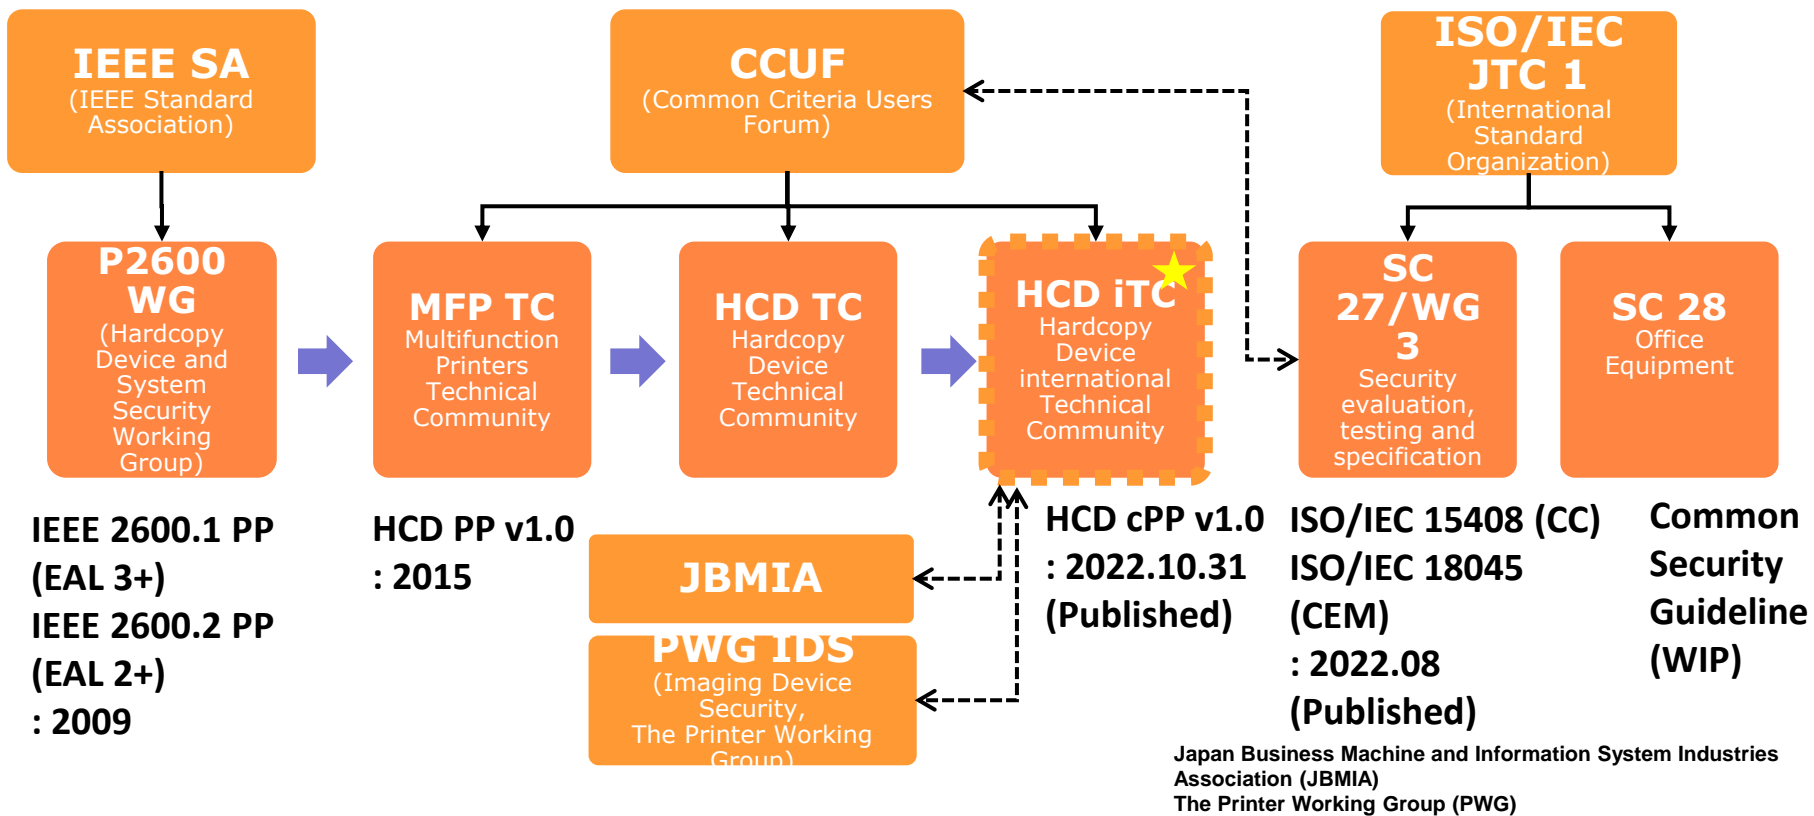 IEEE SA
(IEEE Standard
Association)
CCUF
(Common Criteria Users
Forum)
ISO/IEC
JTC 1
(International
Standard
Organization)
P2600
WG
(Hardcopy
Device and
System
Security
Working
Group)
MFP TC
Multifunction
Printers
Technical
Community
HCD TC
Hardcopy
Device
Technical
Community
HCD iTC
Hardcopy
Device
international
Technical
Community
SC
27/WG
3
Security
evaluation,
testing and
specification
SC 28
Office
Equipment
IEEE 2600.1 PP
(EAL 3+)
IEEE 2600.2 PP
(EAL 2+)
: 2009
HCD PP v1.0
: 2015
JBMIA
PWG IDS
(Imaging Device
Security,
The Printer Working
Group)
HCD cPP v1.0
: 2022.10.31
(Published)
ISO/IEC 15408 (CC)
ISO/IEC 18045
(CEM)
: 2022.08
(Published)
Common
Security
Guideline
(WIP)
Japan Business Machine and Information System Industries
Association (JBMIA)
The Printer Working Group (PWG)